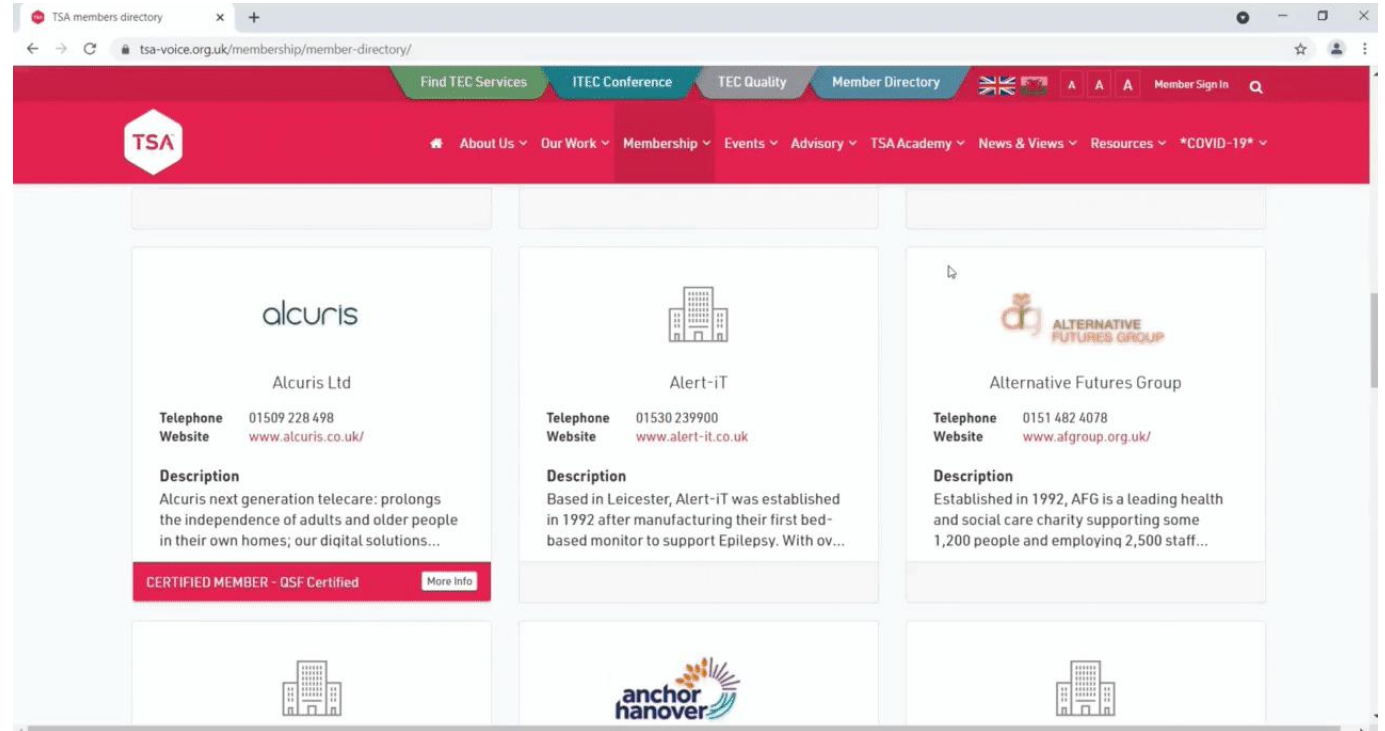 TSA members directory
tsa-voice.org.uk/membership/member-directory/
Find TEC Services
ITEC Conference
TEC Quality
Member Directory
A A A
Member Sign In
TSA
About Us
Our Work
Membership
Events
Advisory
TSA Academy
News & Views
Resources
*COVID-19*
alcuris
Alcuris Ltd
Telephone 01509 228 498
Website www.alcuris.co.uk/
Description
Alcuris next generation telecare: prolongs
the independence of adults and older people
in their own homes; our digital solutions...
CERTIFIED MEMBER - QSF Certified
More Info
Alert-iT
Telephone 01530 239900
Website www.alert-it.co.uk
Description
Based in Leicester, Alert-iT was established
in 1992 after manufacturing their first bed-
based monitor to support Epilepsy. With ov...
afg
ALTERNATIVE
FUTURES GROUP
Alternative Futures Group
Telephone 0151 482 4078
Website www.afgroup.org.uk/
Description
Established in 1992, AFG is a leading health
and social care charity supporting some
1,200 people and employing 2,500 staff...
anchor
hanover